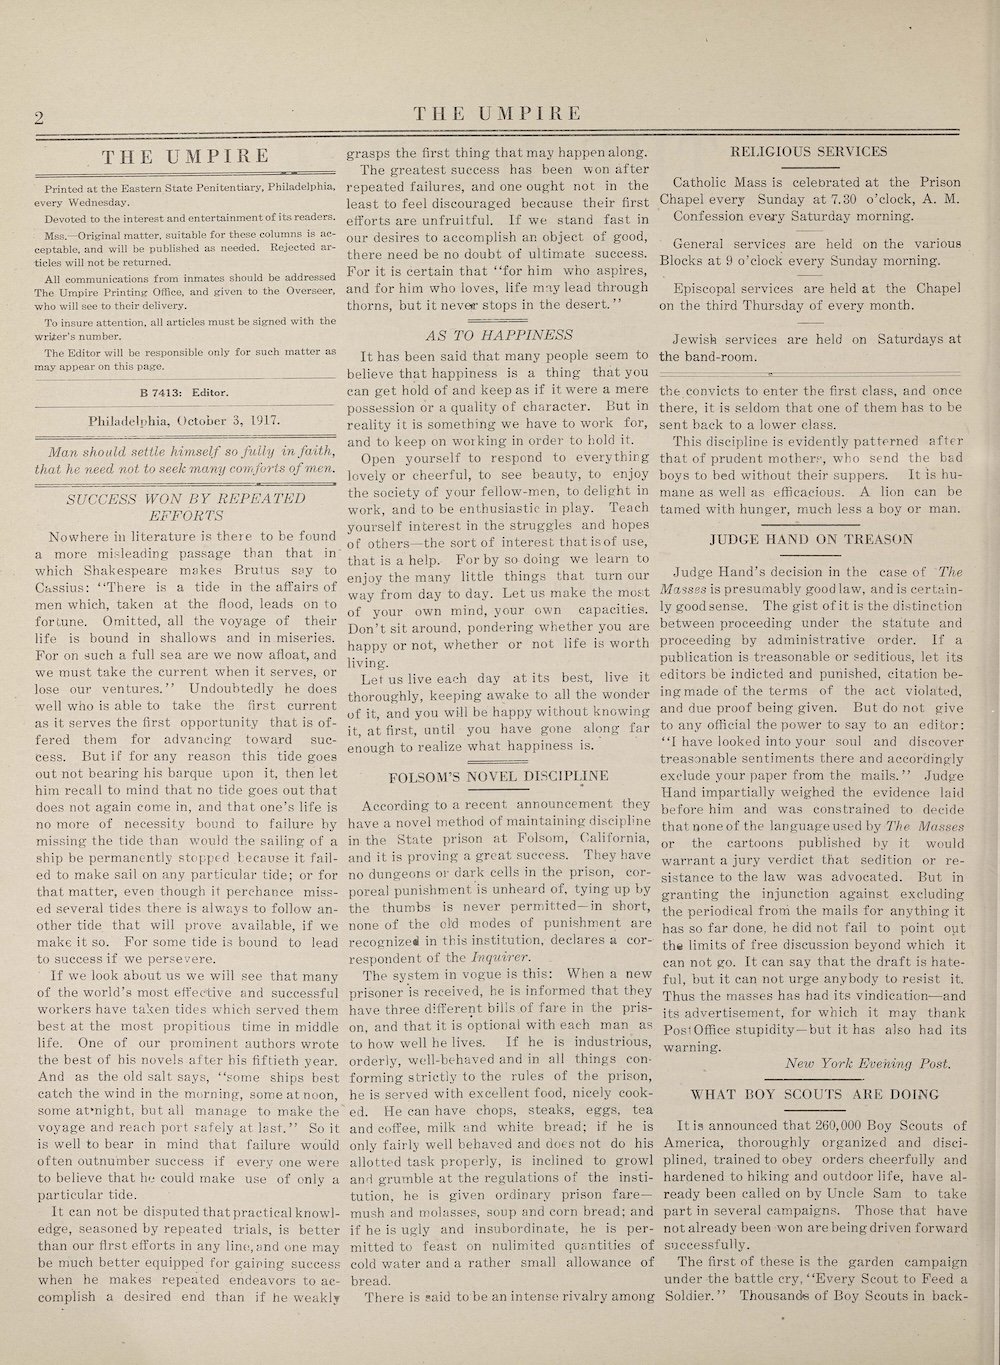 2
THE UMPIRE
THE UMPIRE
Printed at the Eastern State Penitentiary, Philadelphia,
every Wednesday.
Devoted to the interest and entertainment of its readers.
Mss.—Original matter, suitable for these columns is ac-
ceptable, and will be published as needed. Rejected ar-
ticles will not be returned.
All communications from inmates should be addressed
The Umpire Printing Office, and given to the Overseer,
who will see to their delivery.
To insure attention, all articles must be signed with the
writer's number.
The Editor will be responsible only for such matter as
may appear on this page.
B 7413: Editor.
Philadelphia, October 3, 1917.
Man should settle himself so fully in faith,
that he need not to seek many comforts of men.
SUCCESS WON BY REPEATED
EFFORTS
Nowhere in literature is there to be found
a more misleading passage than that in
which Shakespeare makes Brutus say to
Cassius: "There is a tide in the affairs of
men which, taken at the flood, leads on to
fortune. Omitted, all the voyage of their
life is bound in shallows and in miseries.
For on such a full sea are we now afloat, and
we must take the current when it serves, or
lose our ventures." Undoubtedly he does
well who is able to take the first current
as it serves the first opportunity that is of-
fered them for advancing toward suc-
cess. But if for any reason this tide goes
out not bearing his barque upon it, then let
him recall to mind that no tide goes out that
does not again come in, and that one's life is
no more of necessity bound to failure by
missing the tide than would the sailing of a
ship be permanently stopped because it fail-
ed to make sail on any particular tide; or for
that matter, even though it perchance miss-
ed several tides there is always to follow an-
other tide that will prove available, if we
make it so. For some tide is bound to lead
to success if we persevere.
If we look about us we will see that many
of the world's most effective and successful
workers have taken tides which served them
best at the most propitious time in middle
life. One of our prominent authors wrote
the best of his novels after his fiftieth year.
And as the old salt says, "some ships best
catch the wind in the morning, some at noon,
some at night, but all manage to make the
voyage and reach port safely at last." So it
is well to bear in mind that failure would
often outnumber success if every one were
to believe that he could make use of only a
particular tide.
It can not be disputed that practical knowl-
edge, seasoned by repeated trials, is better
than our first efforts in any line, and one may
be much better equipped for gaining success
when he makes repeated endeavors to ac-
complish a desired end than if he weakly
grasps the first thing that may happen along.
The greatest success has been won after
repeated failures, and one ought not in the
least to feel discouraged because their first
efforts are unfruitful. If we stand fast in
our desires to accomplish an object of good,
there need be no doubt of ultimate success.
For it is certain that "for him who aspires,
and for him who loves, life may lead through
thorns, but it never stops in the desert."
AS TO HAPPINESS
It has been said that many people seem to
believe that happiness is a thing that you
can get hold of and keep as if it were a mere
possession or a quality of character. But in
reality it is something we have to work for,
and to keep on working in order to hold it.
Open yourself to respond to everything
lovely or cheerful, to see beauty, to enjoy
the society of your fellow-men, to delight in
work, and to be enthusiastic in play. Teach
yourself interest in the struggles and hopes
of others—the sort of interest that is of use,
that is a help. For by so doing we learn to
enjoy the many little things that turn our
way from day to day. Let us make the most
of your own mind, your own capacities.
Don't sit around, pondering whether you are
happy or not, whether or not life is worth
living.
Let us live each day at its best, live it
thoroughly, keeping awake to all the wonder
of it, and you will be happy without knowing
it, at first, until you have gone along far
enough to realize what happiness is.
FOLSOM'S NOVEL DISCIPLINE
According to a recent announcement they
have a novel method of maintaining discipline
in the State prison at Folsom, California,
and it is proving a great success. They have
no dungeons or dark cells in the prison, cor-
poreal punishment is unheard of, tying up by
the thumbs is never permitted—in short,
none of the old modes of punishment are
recognized in this institution, declares a cor-
respondent of the Inquirer.
The system in vogue is this: When a new
prisoner is received, he is informed that they
have three different bills of fare in the pris-
on, and that it is optional with each man as
to how well he lives. If he is industrious,
orderly, well-behaved and in all things con-
forming strictly to the rules of the prison,
he is served with excellent food, nicely cook-
ed. He can have chops, steaks, eggs, tea
and coffee, milk and white bread; if he is
only fairly well behaved and does not do his
allotted task properly, is inclined to growl
and grumble at the regulations of the insti-
tution, he is given ordinary prison fare—
mush and molasses, soup and corn bread; and
if he is ugly and insubordinate, he is per-
mitted to feast on nulimited quantities of
cold water and a rather small allowance of
bread.
There is said to be an intense rivalry among
RELIGIOUS SERVICES
Catholic Mass is celebrated at the Prison
Chapel every Sunday at 7.30 o'clock, A. M.
Confession every Saturday morning.
General services are held on the various
Blocks at 9 o'clock every Sunday morning.
Episcopal services are held at the Chapel
on the third Thursday of every month.
Jewish services are held on Saturdays at
the band-room.
the convicts to enter the first class, and once
there, it is seldom that one of them has to be
sent back to a lower class.
This discipline is evidently patterned after
that of prudent mothers, who send the bad
boys to bed without their suppers. It is hu-
mane as well as efficacious. A lion can be
tamed with hunger, much less a boy or man.
JUDGE HAND ON TREASON
Judge Hand's decision in the case of The
Masses is presumably good law, and is certain-
ly good sense. The gist of it is the distinction
between proceeding under the statute and
proceeding by administrative order. If a
publication is treasonable or seditious, let its
editors be indicted and punished, citation be-
ing made of the terms of the act violated,
and due proof being given. But do not give
to any official the power to say to an editor:
"I have looked into your soul and discover
treasonable sentiments there and accordingly
exclude your paper from the mails." Judge
Hand impartially weighed the evidence laid
before him and was constrained to decide
that none of the language used by The Masses
or the cartoons published by it would
warrant a jury verdict that sedition or re-
sistance to the law was advocated. But in
granting the injunction against excluding
the periodical from the mails for anything it
has so far done, he did not fail to point out
the limits of free discussion beyond which it
can not go. It can say that the draft is hate-
ful, but it can not urge anybody to resist it.
Thus the masses has had its vindication—and
its advertisement, for which it may thank
Post Office stupidity—but it has also had its
warning.
New York Evening Post.
WHAT BOY SCOUTS ARE DOING
It is announced that 260,000 Boy Scouts of
America, thoroughly organized and disci-
plined, trained to obey orders cheerfully and
hardened to hiking and outdoor life, have al-
ready been called on by Uncle Sam to take
part in several campaigns. Those that have
not already been won are being driven forward
successfully.
The first of these is the garden campaign
under the battle cry, "Every Scout to Feed a
Soldier." Thousands of Boy Scouts in back-